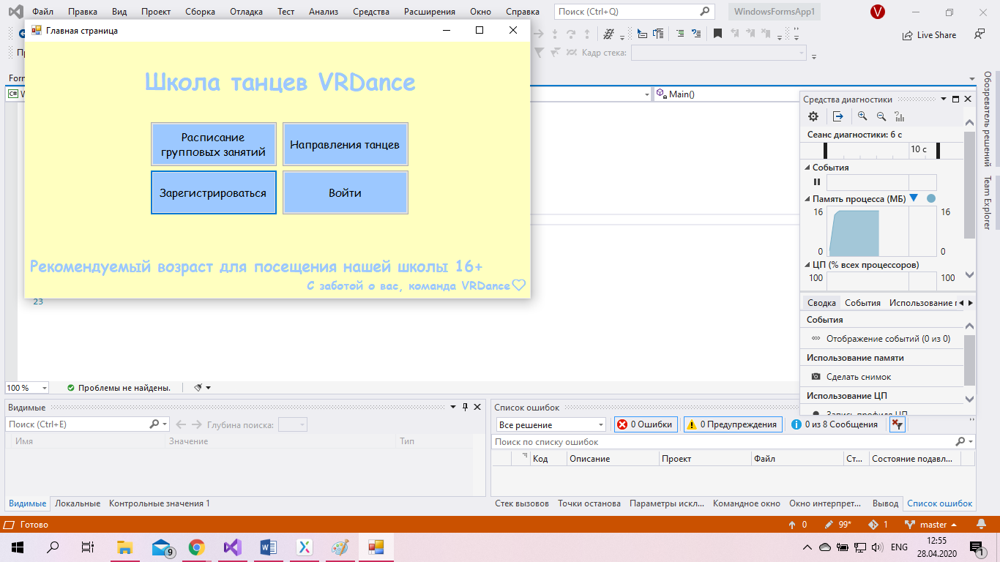 Файл Правка Вид Проект Сборка Отладка Тест Анализ Средства Расширения Окно Справка Поиск (Ctrl+Q) WindowsFormsApp1 V
Главная страница
Live Share
Кадр стека:
Школа танцев VRDance
Form
C# Main()
Обозреватель решений
Team Explorer
Расписание
групповых занятий
Направления танцев
Зарегистрироваться
Войти
Рекомендуемый возраст для посещения нашей школы 16+
С заботой о вас, команда VRDance
23
Средства диагностики
Сеанс диагностики: 6 с
10 с
События
Память процесса (МБ)
16 16
0 0
ЦП (% всех процессоров)
100 100
Сводка События Использование
События
Отображение событий (0 из 0)
Использование памяти
Сделать снимок
Использование ЦП
Запись профиля ЦП
100 % Проблемы не найдены.
Видимые
Поиск (Ctrl+E) Глубина поиска:
Имя Значение Тип
Видимые Локальные Контрольные значения 1
Список ошибок
Все решение 0 Ошибки 0 Предупреждения 0 из 8 Сообщения
Поиск по списку ошибок
Код Описание Проект Файл Ст... Состояние подавл...
Стек вызовов Точки останова Параметры искл... Командное окно Окно интерпрет... Вывод Список ошибок
Готово 0 99* 1 master
9 W X ENG 12:55
28.04.2020 1